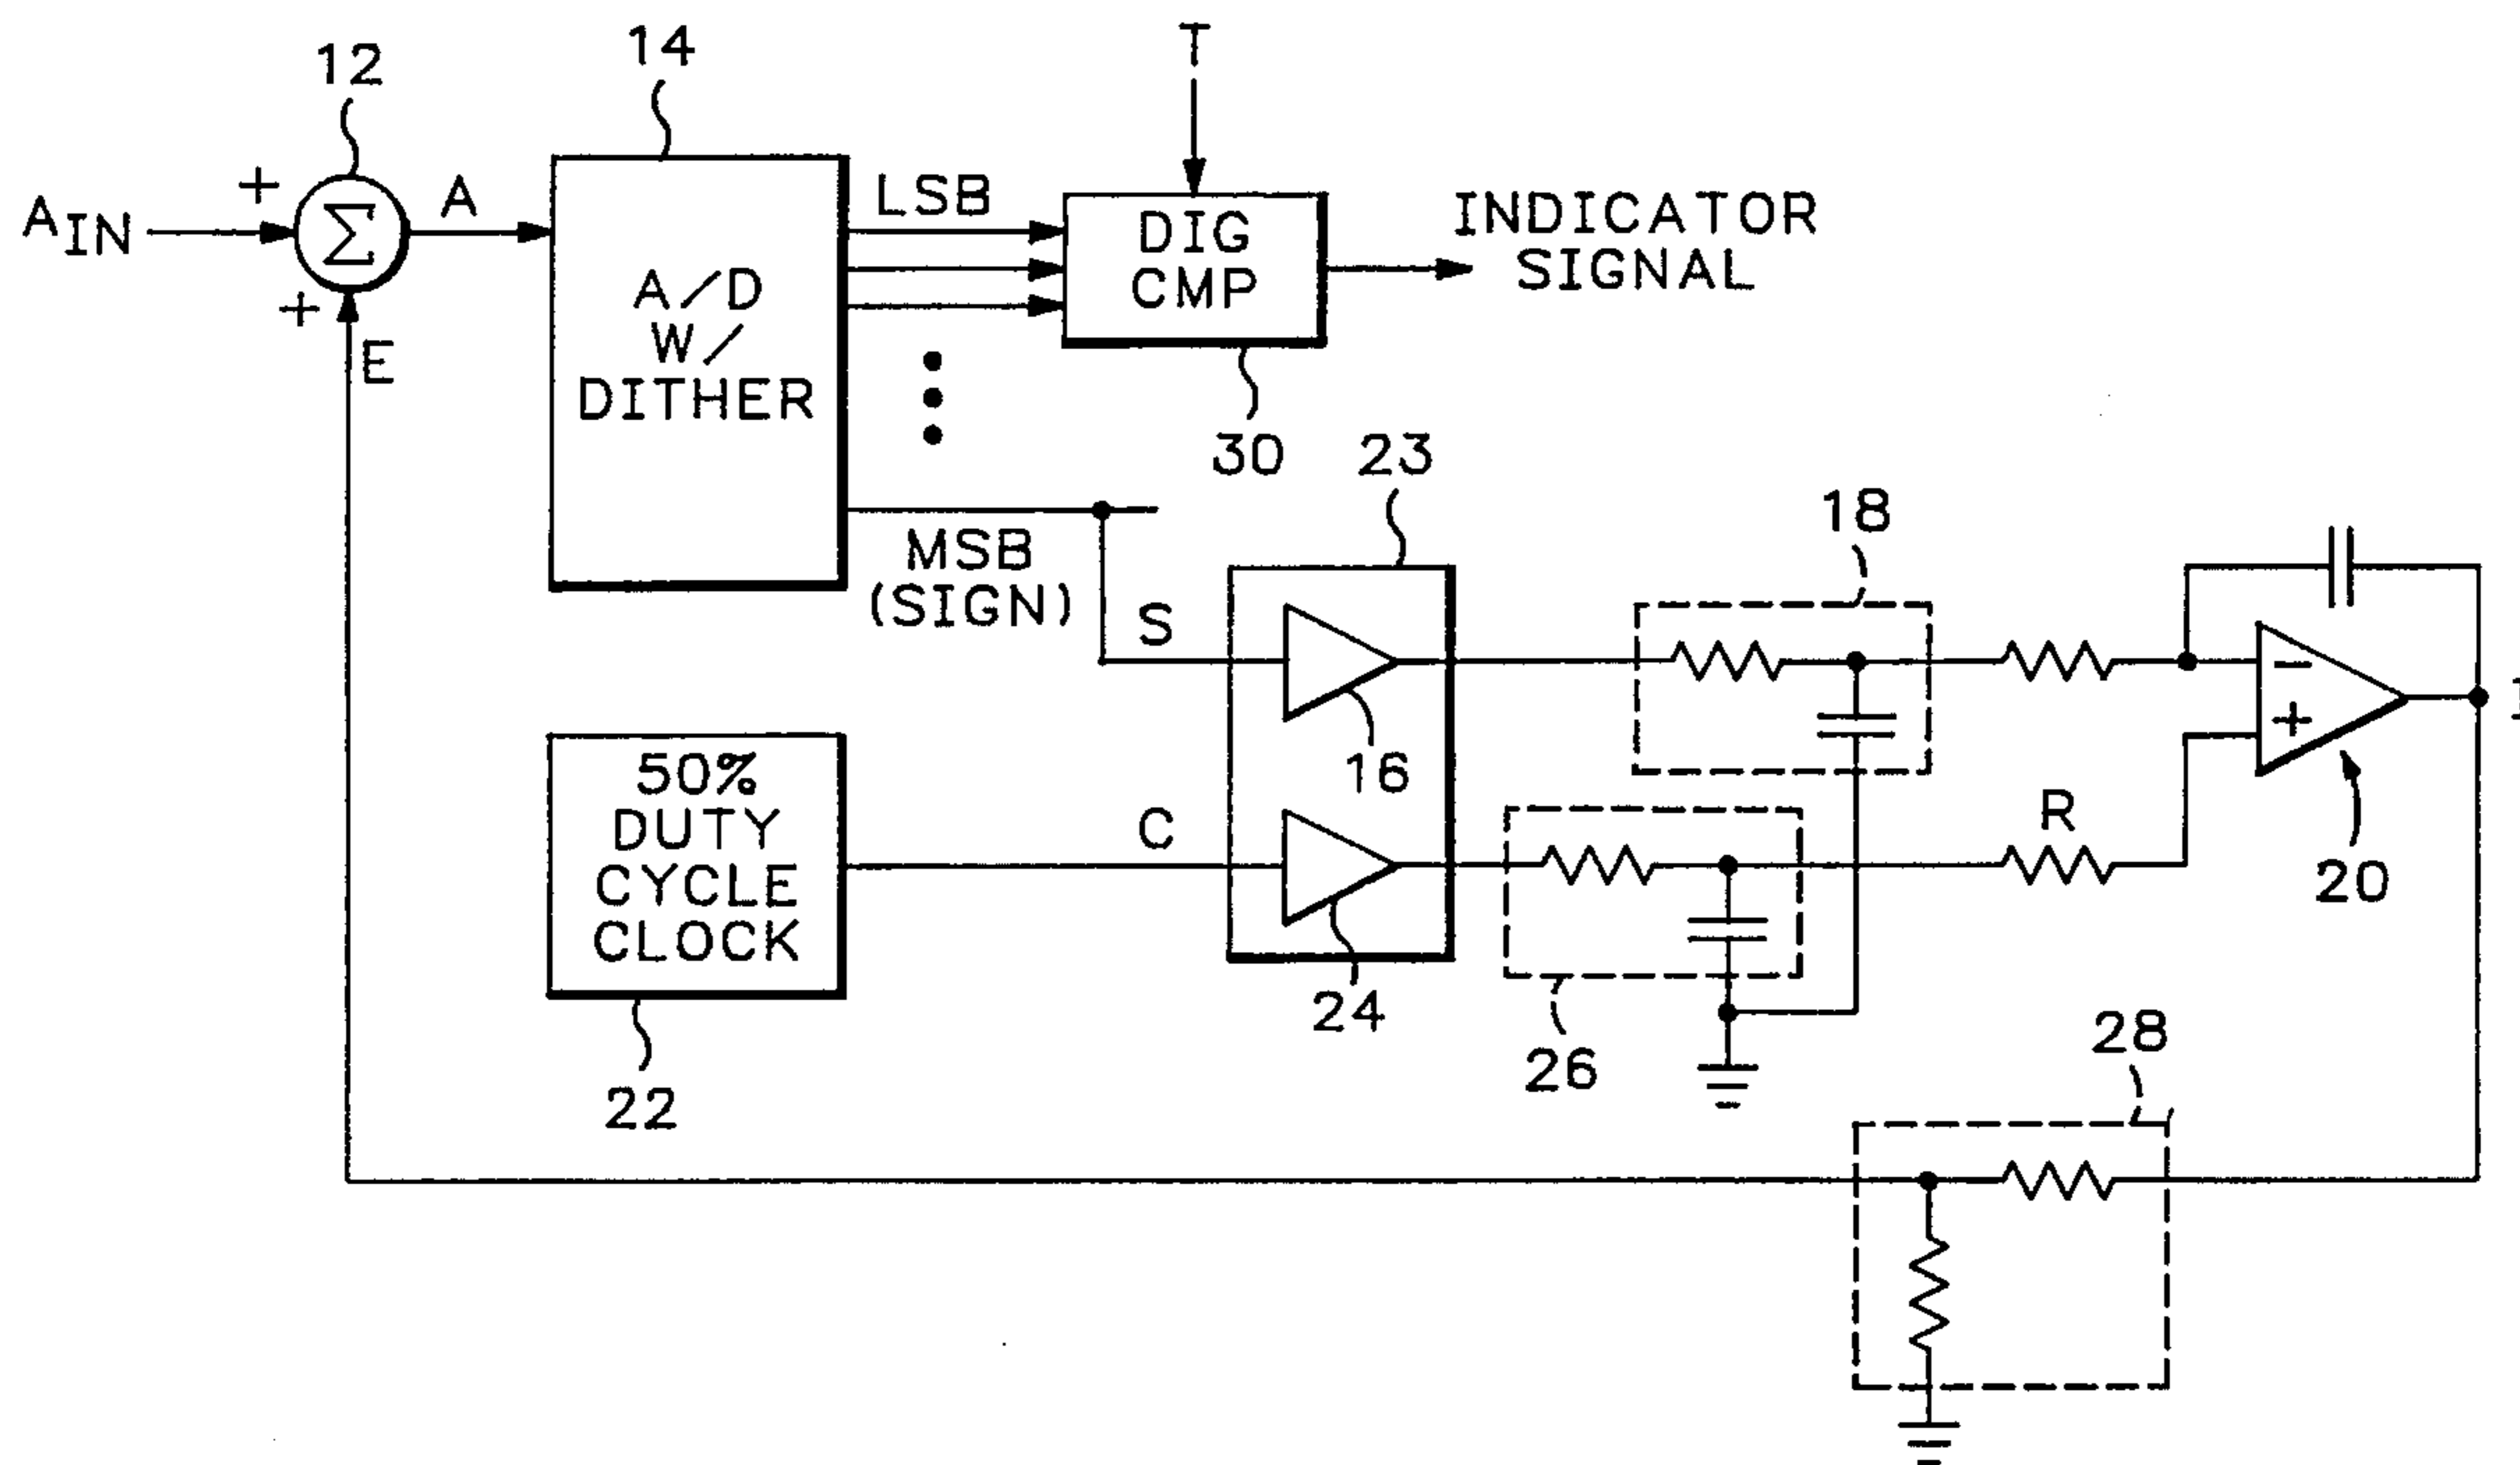 12
14
T
+
A IN
Σ
A
+
E
A/D
W/
DITHER
LSB
DIG
CMP
INDICATOR
SIGNAL
30
23
MSB
(SIGN)
S
18
16
−
+
20
50%
DUTY
CYCLE
CLOCK
C
R
24
26
22
28